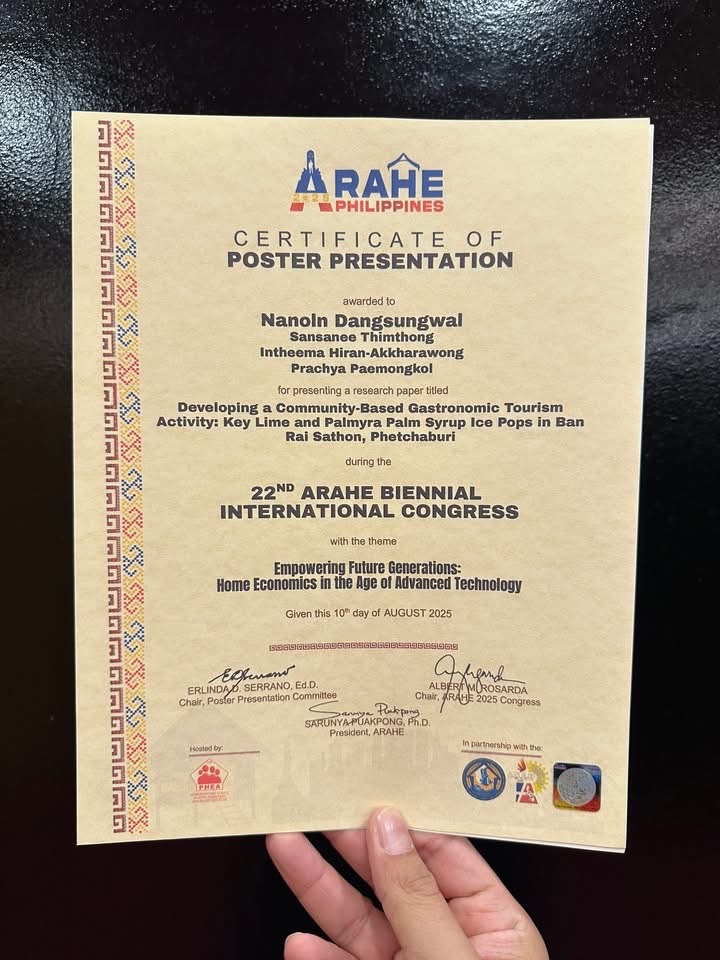 ARAHE
2025
PHILIPPINES
CERTIFICATE OF
POSTER PRESENTATION
awarded to
Nanoln Dangsungwal
Sansanee Thimthong
Intheema Hiran-Akkharawong
Prachya Paemongkol
for presenting a research paper titled
Developing a Community-Based Gastronomic Tourism
Activity: Key Lime and Palmyra Palm Syrup Ice Pops in Ban
Rai Sathon, Phetchaburi
during the
22ND ARAHE BIENNIAL
INTERNATIONAL CONGRESS
with the theme
Empowering Future Generations:
Home Economics in the Age of Advanced Technology
Given this 10th day of AUGUST 2025
ERLINDA D. SERRANO, Ed.D.
Chair, Poster Presentation Committee
ALBERT M. ROSARDA
Chair, ARAHE 2025 Congress
Sarunya Puakpong
SARUNYA PUAKPONG, Ph.D.
President, ARAHE
Hosted by:
PHEA
In partnership with the: